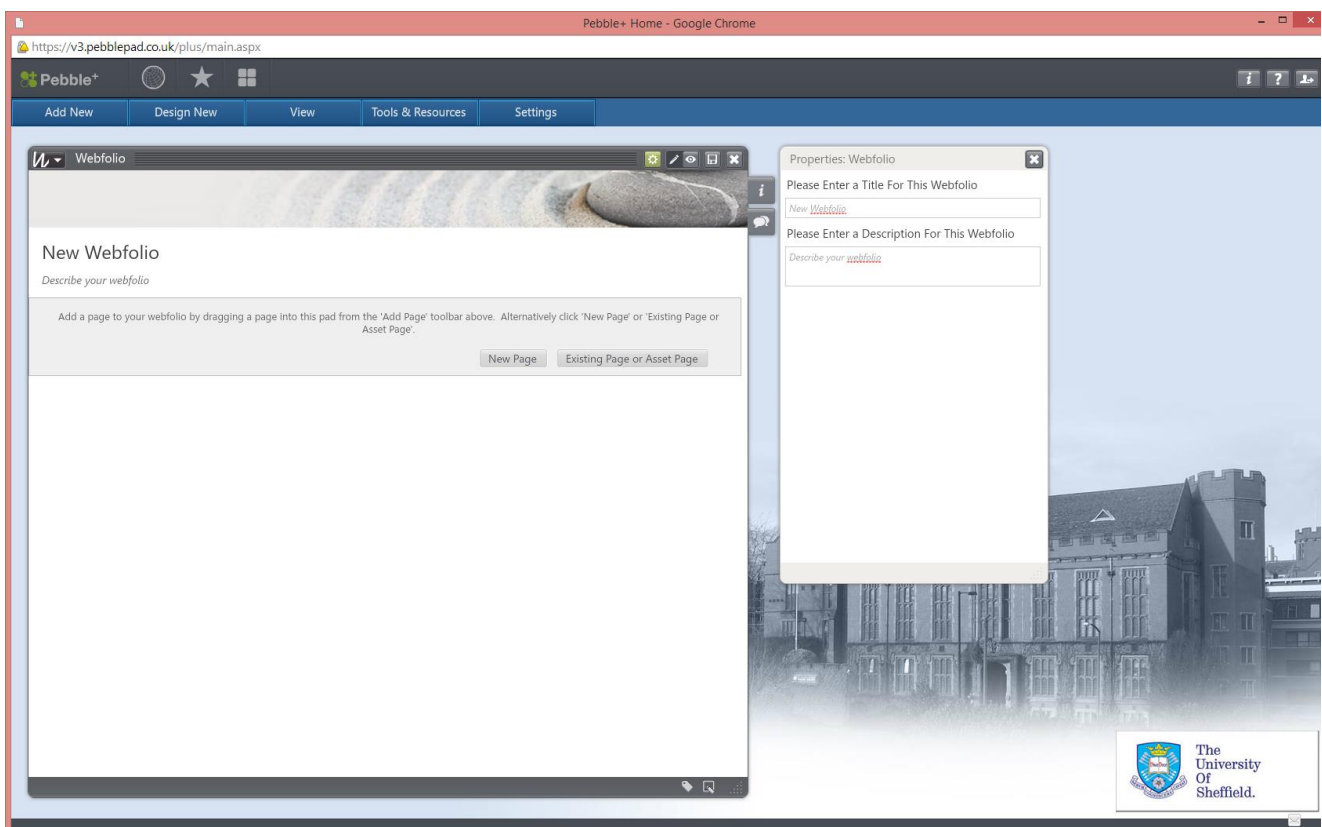 Pebble+ Home - Google Chrome
https://v3.pebblepad.co.uk/plus/main.aspx
Pebble+
i ?
Add New Design New View Tools & Resources Settings
Webfolio
New Webfolio
Describe your webfolio
Add a page to your webfolio by dragging a page into this pad from the 'Add Page' toolbar above. Alternatively click 'New Page' or 'Existing Page or
Asset Page'.
New Page Existing Page or Asset Page
i
Properties: Webfolio
Please Enter a Title For This Webfolio
New Webfolio
Please Enter a Description For This Webfolio
Describe your webfolio
The
University
Of
Sheffield.